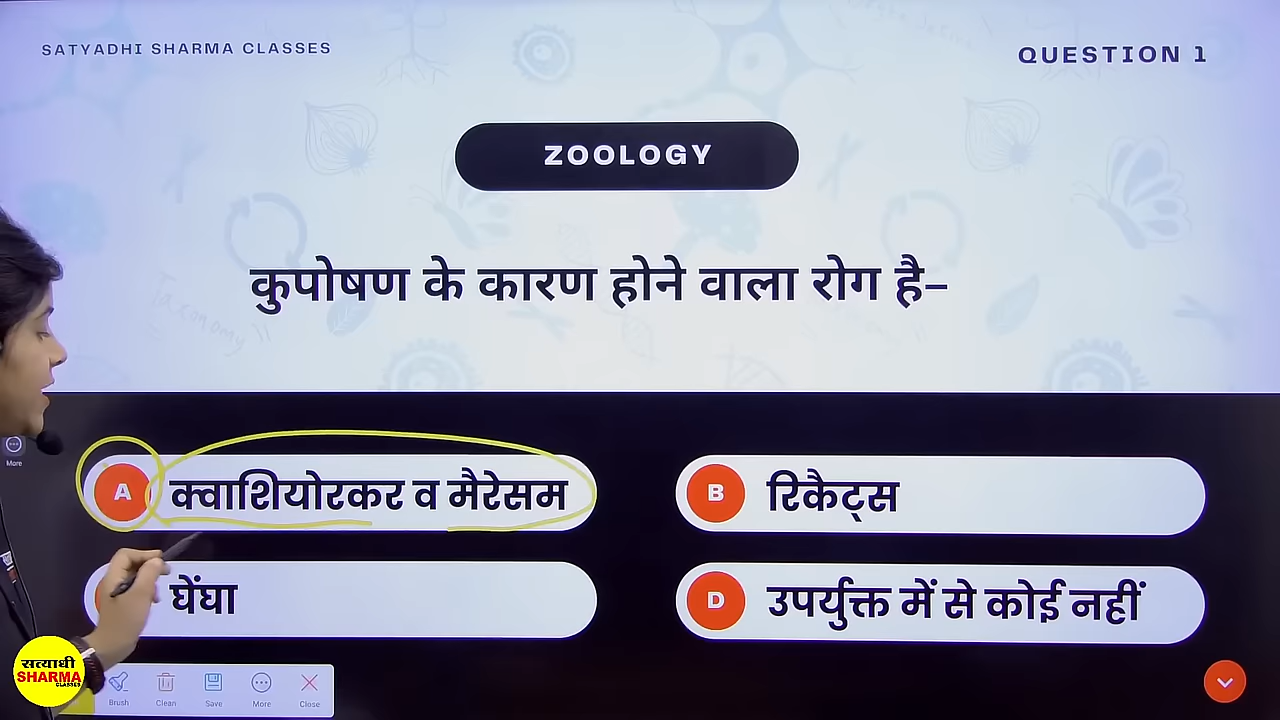 SATYADHI SHARMA CLASSES
QUESTION 1
ZOOLOGY
कुपोषण के कारण होने वाला रोग है–
A क्वाशियोरकर व मैरेसम
B रिकैट्स
घेंघा
D उपर्युक्त में से कोई नहीं
More
सत्याधी
SHARMA
CLASSES
Brush
Clean
Save
More
Close